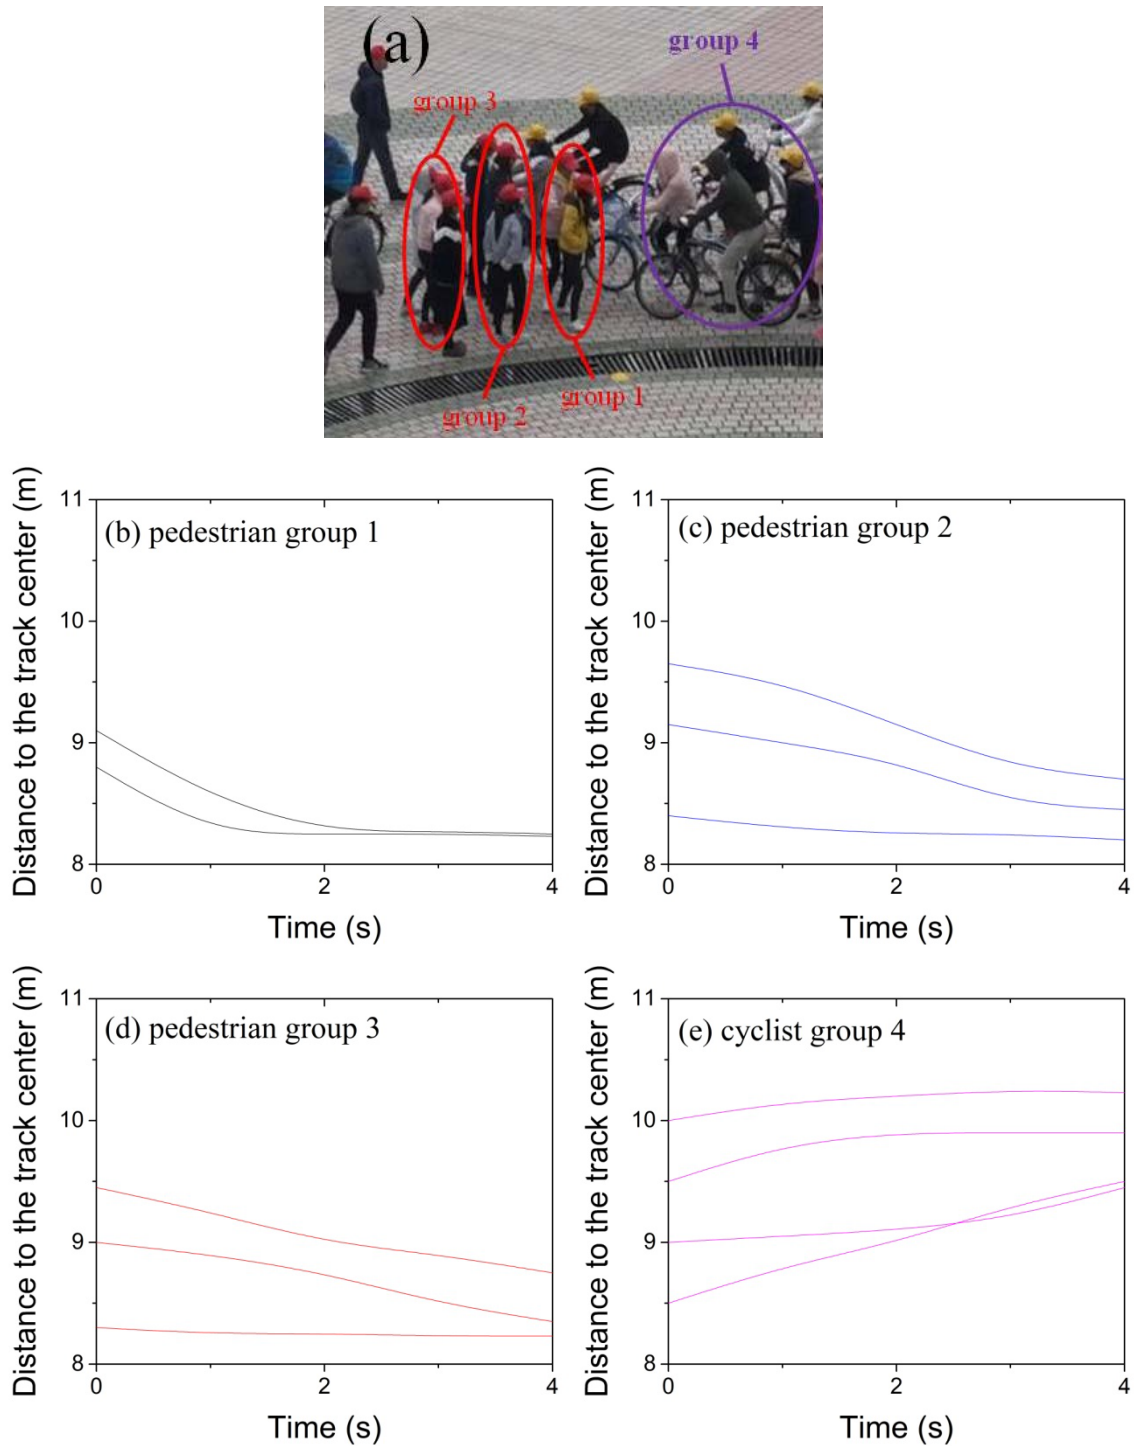 (a)
group 4
group 3
group 1
group 2
Distance to the track center (m)
11
10
9
8
(b) pedestrian group 1
0
2
4
Time (s)
Distance to the track center (m)
11
10
9
8
(c) pedestrian group 2
0
2
4
Time (s)
Distance to the track center (m)
11
10
9
8
(d) pedestrian group 3
0
2
4
Time (s)
Distance to the track center (m)
11
10
9
8
(e) cyclist group 4
0
2
4
Time (s)